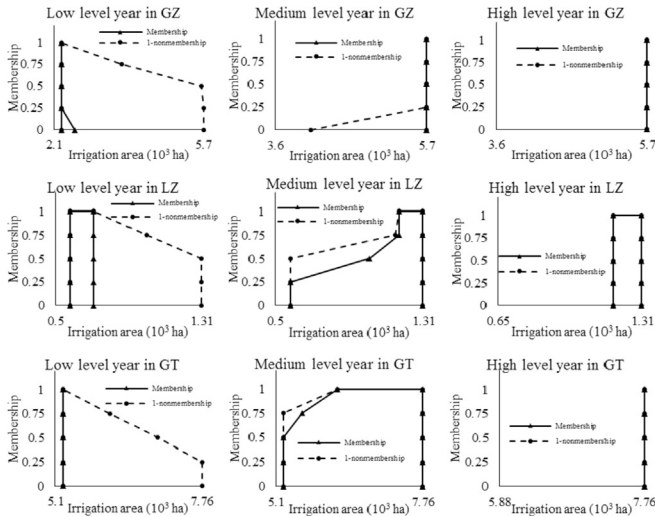 Low level year in GZ
Membership
1
0.75
0.5
0.25
0
Membership
1-nonmembership
2.1
5.7
Irrigation area (10³ ha)
Medium level year in GZ
Membership
1
0.75
0.5
0.25
0
Membership
1-nonmembership
3.6
5.7
Irrigation area (10³ ha)
High level year in GZ
Membership
1
0.75
0.5
0.25
0
Membership
1-nonmembership
3.6
5.7
Irrigation area (10³ ha)
Low level year in LZ
Membership
1
0.75
0.5
0.25
0
Membership
1-nonmembership
0.5
1.31
Irrigation area (10³ ha)
Medium level year in LZ
Membership
1
0.75
0.5
0.25
0
Membership
1-nonmembership
0.5
1.31
Irrigation area (10³ ha)
High level year in LZ
Membership
1
0.75
0.5
0.25
0
Membership
1-nonmembership
0.65
1.31
Irrigation area (10³ ha)
Low level year in GT
Membership
1
0.75
0.5
0.25
0
Membership
1-nonmembership
5.1
7.76
Irrigation area (10³ ha)
Medium level year in GT
Membership
1
0.75
0.5
0.25
0
Membership
1-nonmembership
5.1
7.76
Irrigation area (10³ ha)
High level year in GT
Membership
1
0.75
0.5
0.25
0
Membership
1-nonmembership
5.88
7.76
Irrigation area (10³ ha)